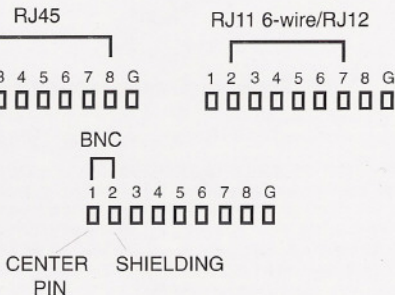 RJ45
RJ11 6-wire/RJ12
3 4 5 6 7 8 G
1 2 3 4 5 6 7 8 G
BNC
1 2 3 4 5 6 7 8 G
CENTER SHIELDING
PIN